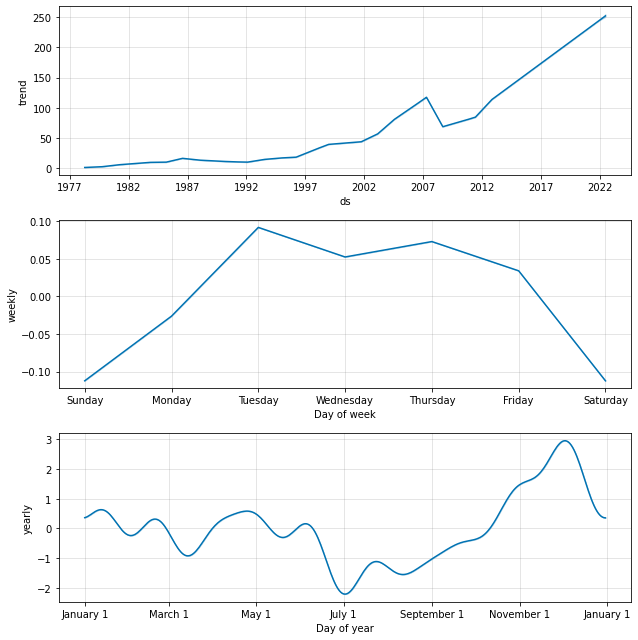 250
200
150
100
50
0
trend
1977 1982 1987 1992 1997 2002 2007 2012 2017 2022
ds
0.10
0.05
0.00
−0.05
−0.10
weekly
Sunday Monday Tuesday Wednesday Thursday Friday Saturday
Day of week
3
2
1
0
−1
−2
yearly
January 1 March 1 May 1 July 1 September 1 November 1 January 1
Day of year